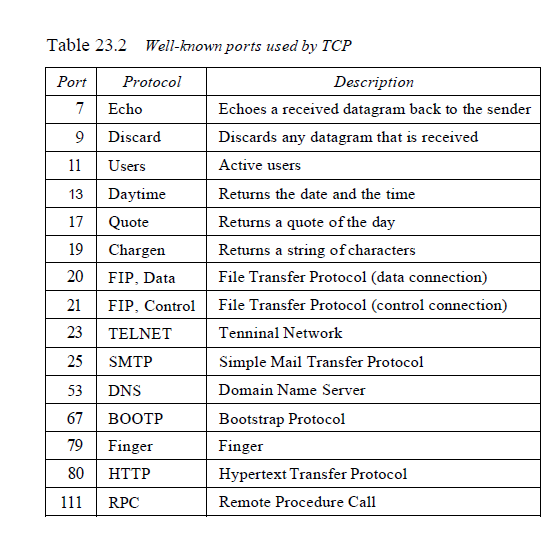 Table 23.2 Well-known ports used by TCP
Port Protocol Description
7 Echo Echoes a received datagram back to the sender
9 Discard Discards any datagram that is received
11 Users Active users
13 Daytime Returns the date and the time
17 Quote Returns a quote of the day
19 Chargen Returns a string of characters
20 FIP, Data File Transfer Protocol (data connection)
21 FIP, Control File Transfer Protocol (control connection)
23 TELNET Tenninal Network
25 SMTP Simple Mail Transfer Protocol
53 DNS Domain Name Server
67 BOOTP Bootstrap Protocol
79 Finger Finger
80 HTTP Hypertext Transfer Protocol
111 RPC Remote Procedure Call